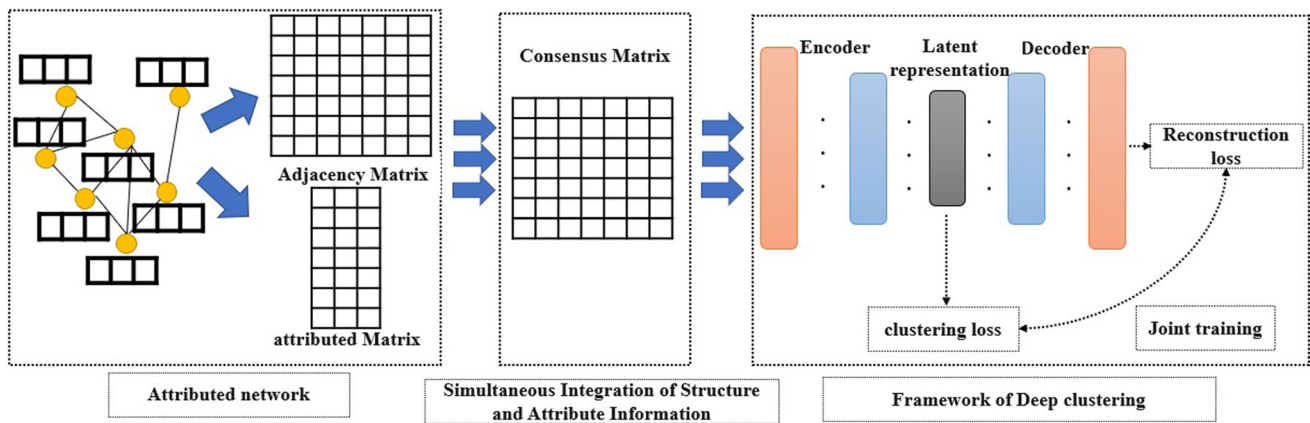 Adjacency Matrix
attributed Matrix
Attributed network
Consensus Matrix
Simultaneous Integration of Structure
and Attribute Information
Encoder
Latent
representation
Decoder
Reconstruction
loss
clustering loss
Joint training
Framework of Deep clustering